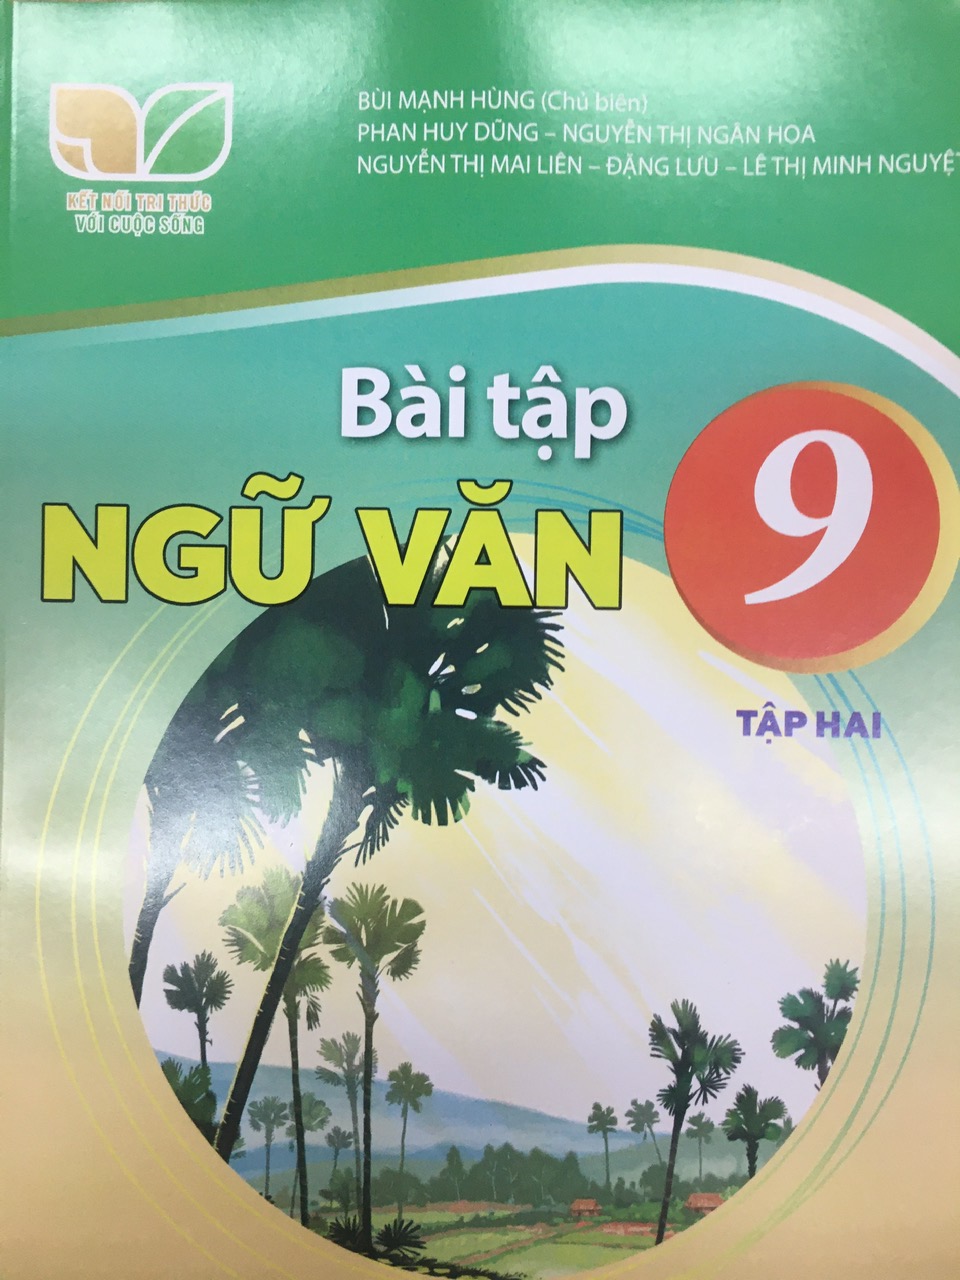 BÙI MẠNH HÙNG (Chủ biên)
PHAN HUY DŨNG – NGUYỄN THỊ NGÂN HOA
NGUYỄN THỊ MAI LIÊN – ĐẶNG LƯU – LÊ THỊ MINH NGUYỆT
KẾT NỐI TRI THỨC
VỚI CUỘC SỐNG
Bài tập
NGỮ VĂN 9
TẬP HAI